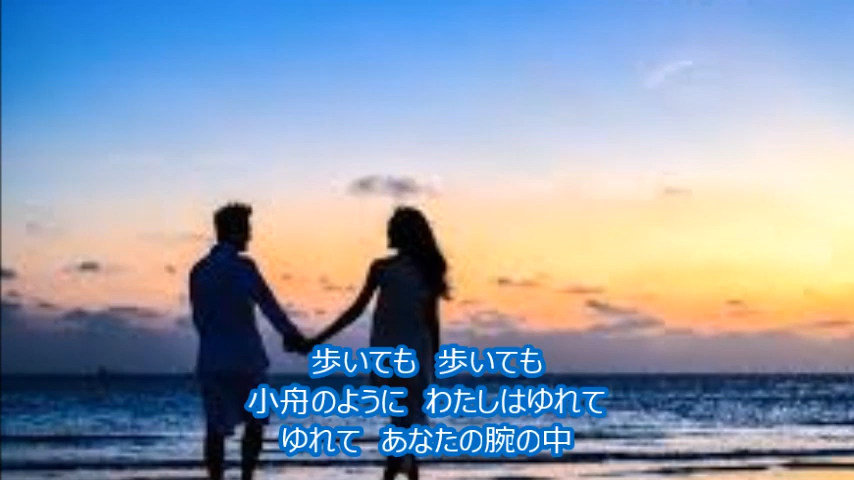 歩いても　歩いても
小舟のように　わたしはゆれて
ゆれて　あなたの腕の中